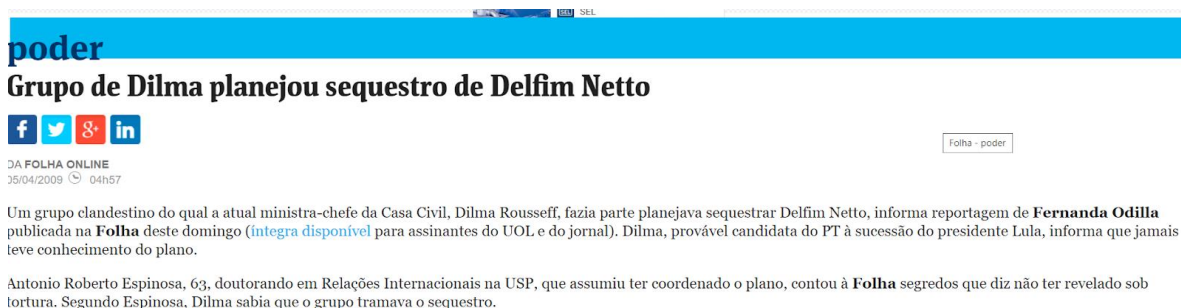 SEL
poder
Grupo de Dilma planejou sequestro de Delfim Netto
f g+ in
Folha - poder
DA FOLHA ONLINE
05/04/2009 04h57
Um grupo clandestino do qual a atual ministra-chefe da Casa Civil, Dilma Rousseff, fazia parte planejava sequestrar Delfim Netto, informa reportagem de Fernanda Odilla
publicada na Folha deste domingo (íntegra disponível para assinantes do UOL e do jornal). Dilma, provável candidata do PT à sucessão do presidente Lula, informa que jamais
teve conhecimento do plano.
Antonio Roberto Espinosa, 63, doutorando em Relações Internacionais na USP, que assumiu ter coordenado o plano, contou à Folha segredos que diz não ter revelado sob
tortura. Segundo Espinosa, Dilma sabia que o grupo tramava o sequestro.